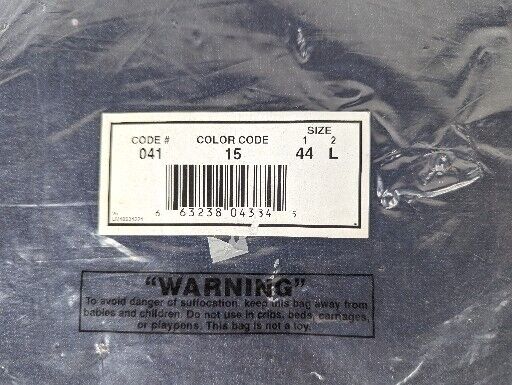 SIZE
CODE # COLOR CODE 1 2
041 15 44 L
6 63238 04334
"WARNING"
To avoid danger of suffocation, keep this bag away from
babies and children. Do not use in cribs, beds, carriages,
or playpens. This bag is not a toy.